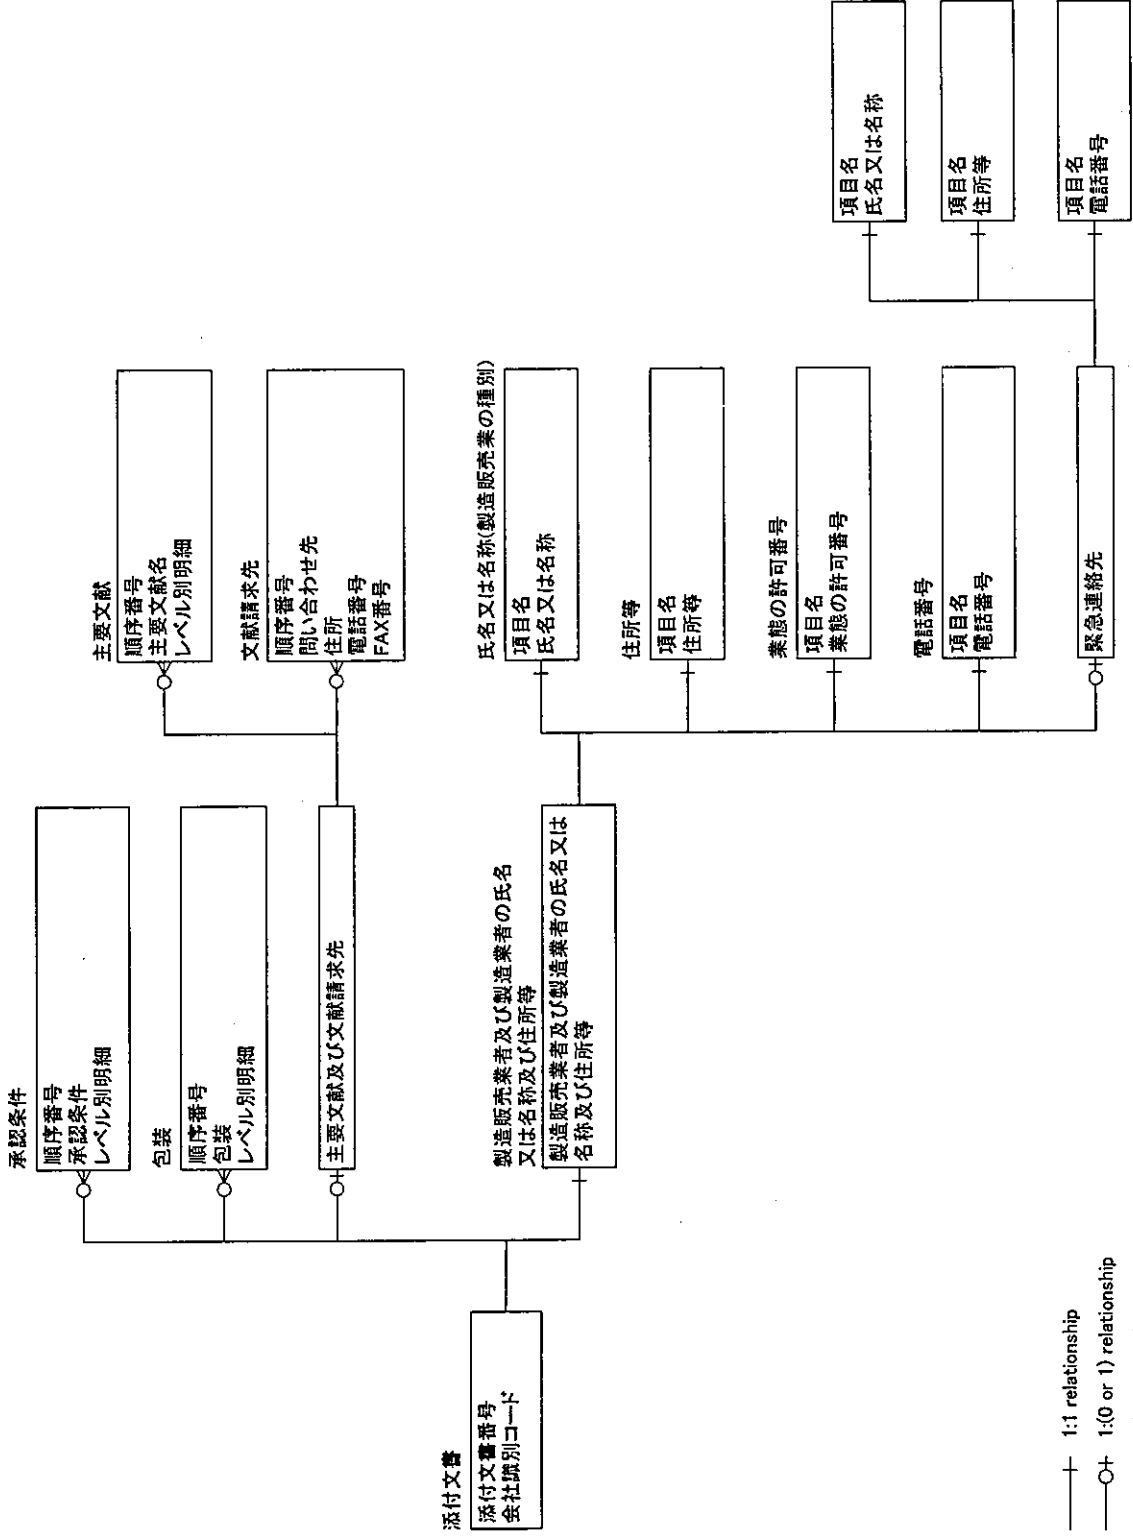 添付文書
添付文書番号
会社識別コード
承認条件
順序番号
承認条件
レベル別明細
包装
順序番号
包装
レベル別明細
主要文献及び文献請求先
製造販売業者及び製造業者の氏名
又は名称及び住所等
製造販売業者及び製造業者の氏名又は
名称及び住所等
主要文献
順序番号
主要文献名
レベル別明細
文献請求先
順序番号
問い合わせ先
住所
電話番号
FAX番号
氏名又は名称(製造販売業の種別)
項目名
氏名又は名称
住所等
項目名
住所等
業態の許可番号
項目名
業態の許可番号
電話番号
項目名
電話番号
緊急連絡先
項目名
氏名又は名称
項目名
住所等
項目名
電話番号
1:1 relationship
1:(0 or 1) relationship